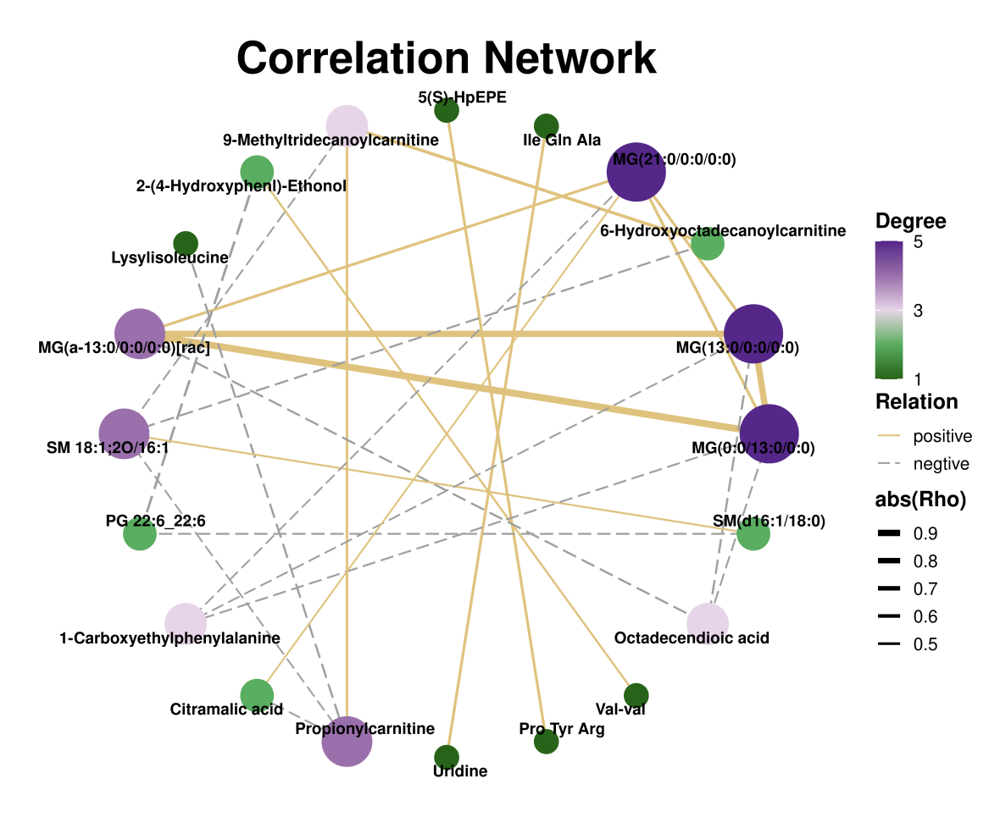 Correlation Network
5(S)-HpEPE
9-Methyltridecanoylcarnitine
Ile Gln Ala
MG(21:0/0:0/0:0)
2-(4-Hydroxyphenl)-Ethonol
6-Hydroxyoctadecanoylcarnitine
Lysylisoleucine
MG(a-13:0/0:0/0:0)[rac]
MG(13:0/0:0/0:0)
SM 18:1;2O/16:1
MG(0:0/13:0/0:0)
PG 22:6_22:6
SM(d16:1/18:0)
1-Carboxyethylphenylalanine
Octadecendioic acid
Citramalic acid
Val-val
Propionylcarnitine
Pro Tyr Arg
Uridine
Degree
5
3
1
Relation
positive
negtive
abs(Rho)
0.9
0.8
0.7
0.6
0.5